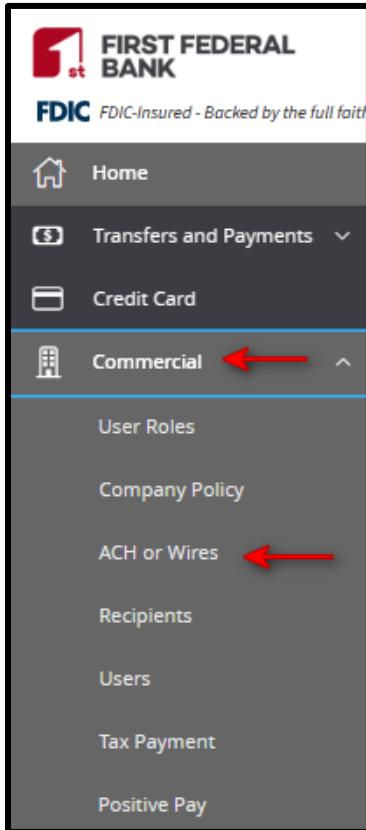 1st
FIRST FEDERAL
BANK
FDIC FDIC-Insured - Backed by the full fait
Home
Transfers and Payments
Credit Card
Commercial
User Roles
Company Policy
ACH or Wires
Recipients
Users
Tax Payment
Positive Pay